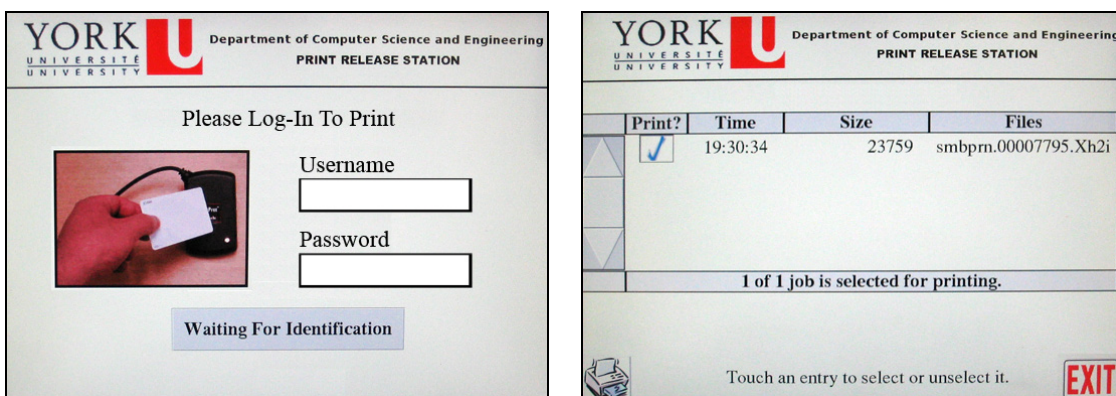 YORK
UNIVERSITÉ
UNIVERSITY
U
Department of Computer Science and Engineering
PRINT RELEASE STATION
Please Log-In To Print
Username
Password
Waiting For Identification
YORK
UNIVERSITÉ
UNIVERSITY
U
Department of Computer Science and Engineering
PRINT RELEASE STATION
Print? Time Size Files
19:30:34 23759 smbprn.00007795.Xh2i
1 of 1 job is selected for printing.
Touch an entry to select or unselect it.
EXIT